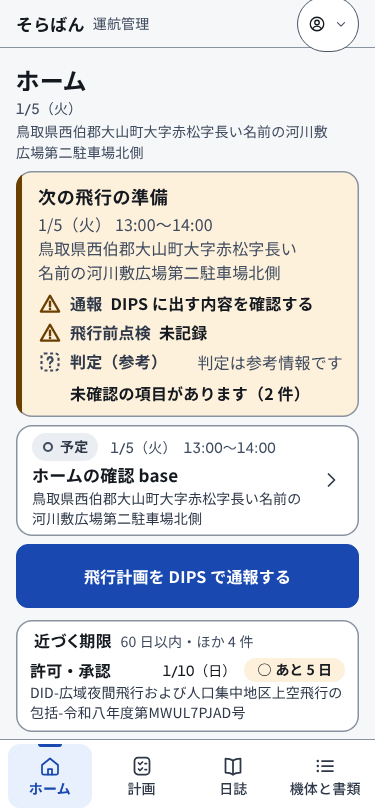 そらばん 運航管理
ホーム
1/5（火）
鳥取県西伯郡大山町大字赤松字長い名前の河川敷
広場第二駐車場北側
次の飛行の準備
1/5（火） 13:00〜14:00
鳥取県西伯郡大山町大字赤松字長い
名前の河川敷広場第二駐車場北側
通報 DIPS に出す内容を確認する
飛行前点検 未記録
判定（参考） 判定は参考情報です
未確認の項目があります（2 件）
予定 1/5（火） 13:00〜14:00
ホームの確認 base
鳥取県西伯郡大山町大字赤松字長い名前の
河川敷広場第二駐車場北側
飛行計画を DIPS で通報する
近づく期限 60 日以内・ほか 4 件
許可・承認 1/10（日） あと 5 日
DID-広域夜間飛行および人口集中地区上空飛行の
包括-令和八年度第MWUL7PJAD号
ホーム 計画 日誌 機体と書類